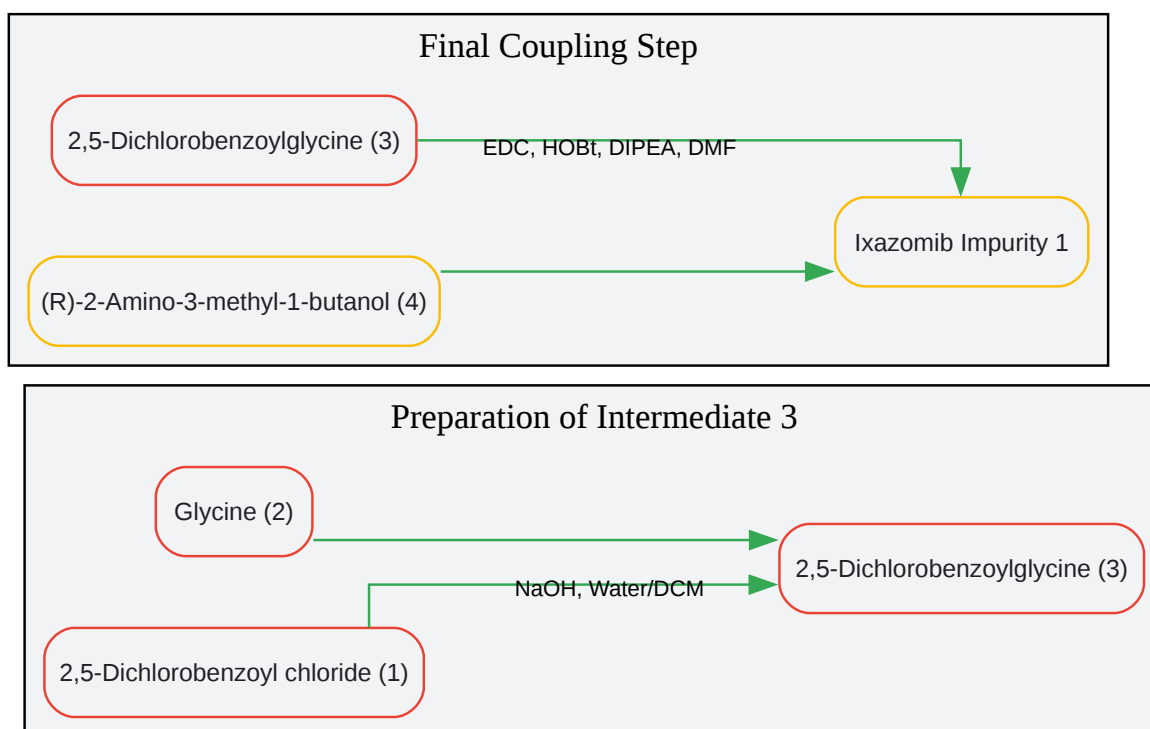 Final Coupling Step
2,5-Dichlorobenzoylglycine (3)
EDC, HOBt, DIPEA, DMF
Ixazomib Impurity 1
(R)-2-Amino-3-methyl-1-butanol (4)
Preparation of Intermediate 3
Glycine (2)
2,5-Dichlorobenzoylglycine (3)
NaOH, Water/DCM
2,5-Dichlorobenzoyl chloride (1)